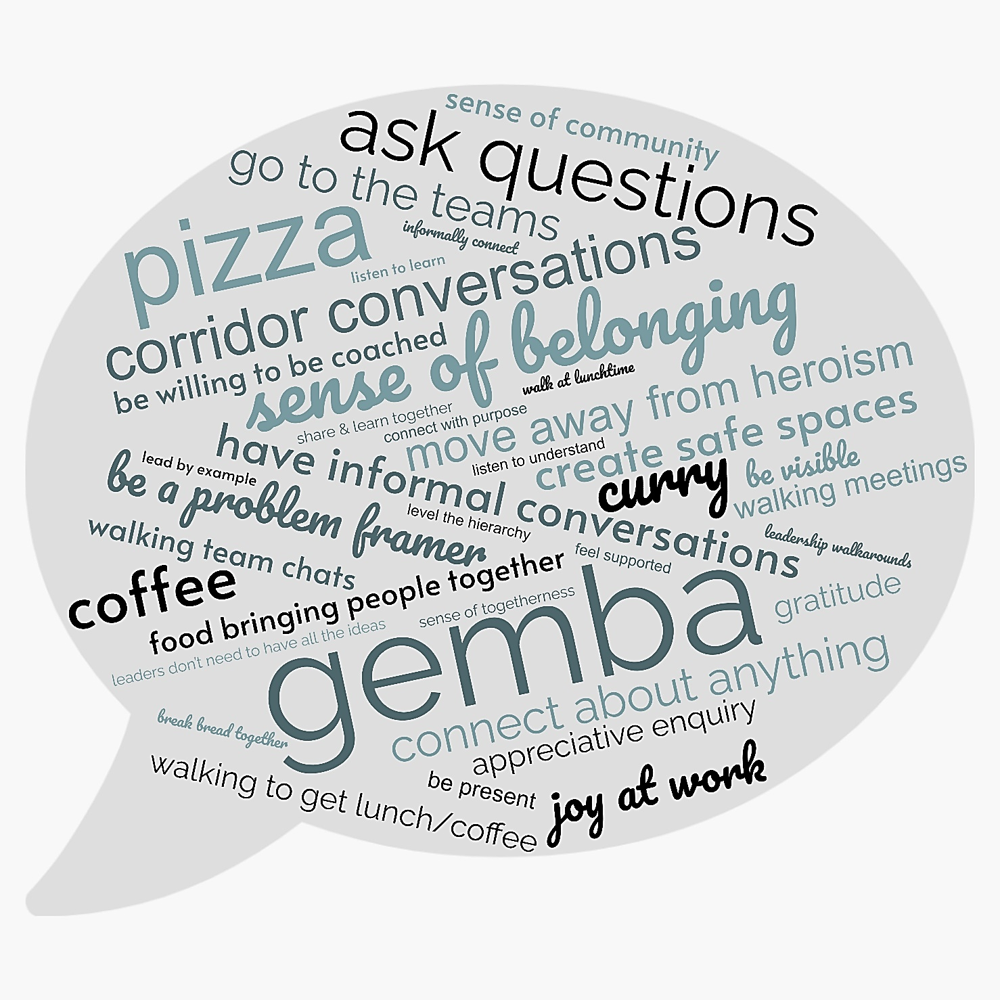 sense of community
ask questions
go to the teams
pizza
informally connect
listen to learn
corridor conversations
be willing to be coached
sense of belonging
walk at lunchtime
share & learn together
connect with purpose
move away from heroism
listen to understand
create safe spaces
have informal conversations
lead by example
be a problem framer
curry
be visible
walking meetings
level the hierarchy
walking team chats
leadership walkarounds
feel supported
coffee
food bringing people together
sense of togetherness
gratitude
leaders don't need to have all the ideas
gemba
connect about anything
break bread together
appreciative enquiry
walking to get lunch/coffee
be present
joy at work